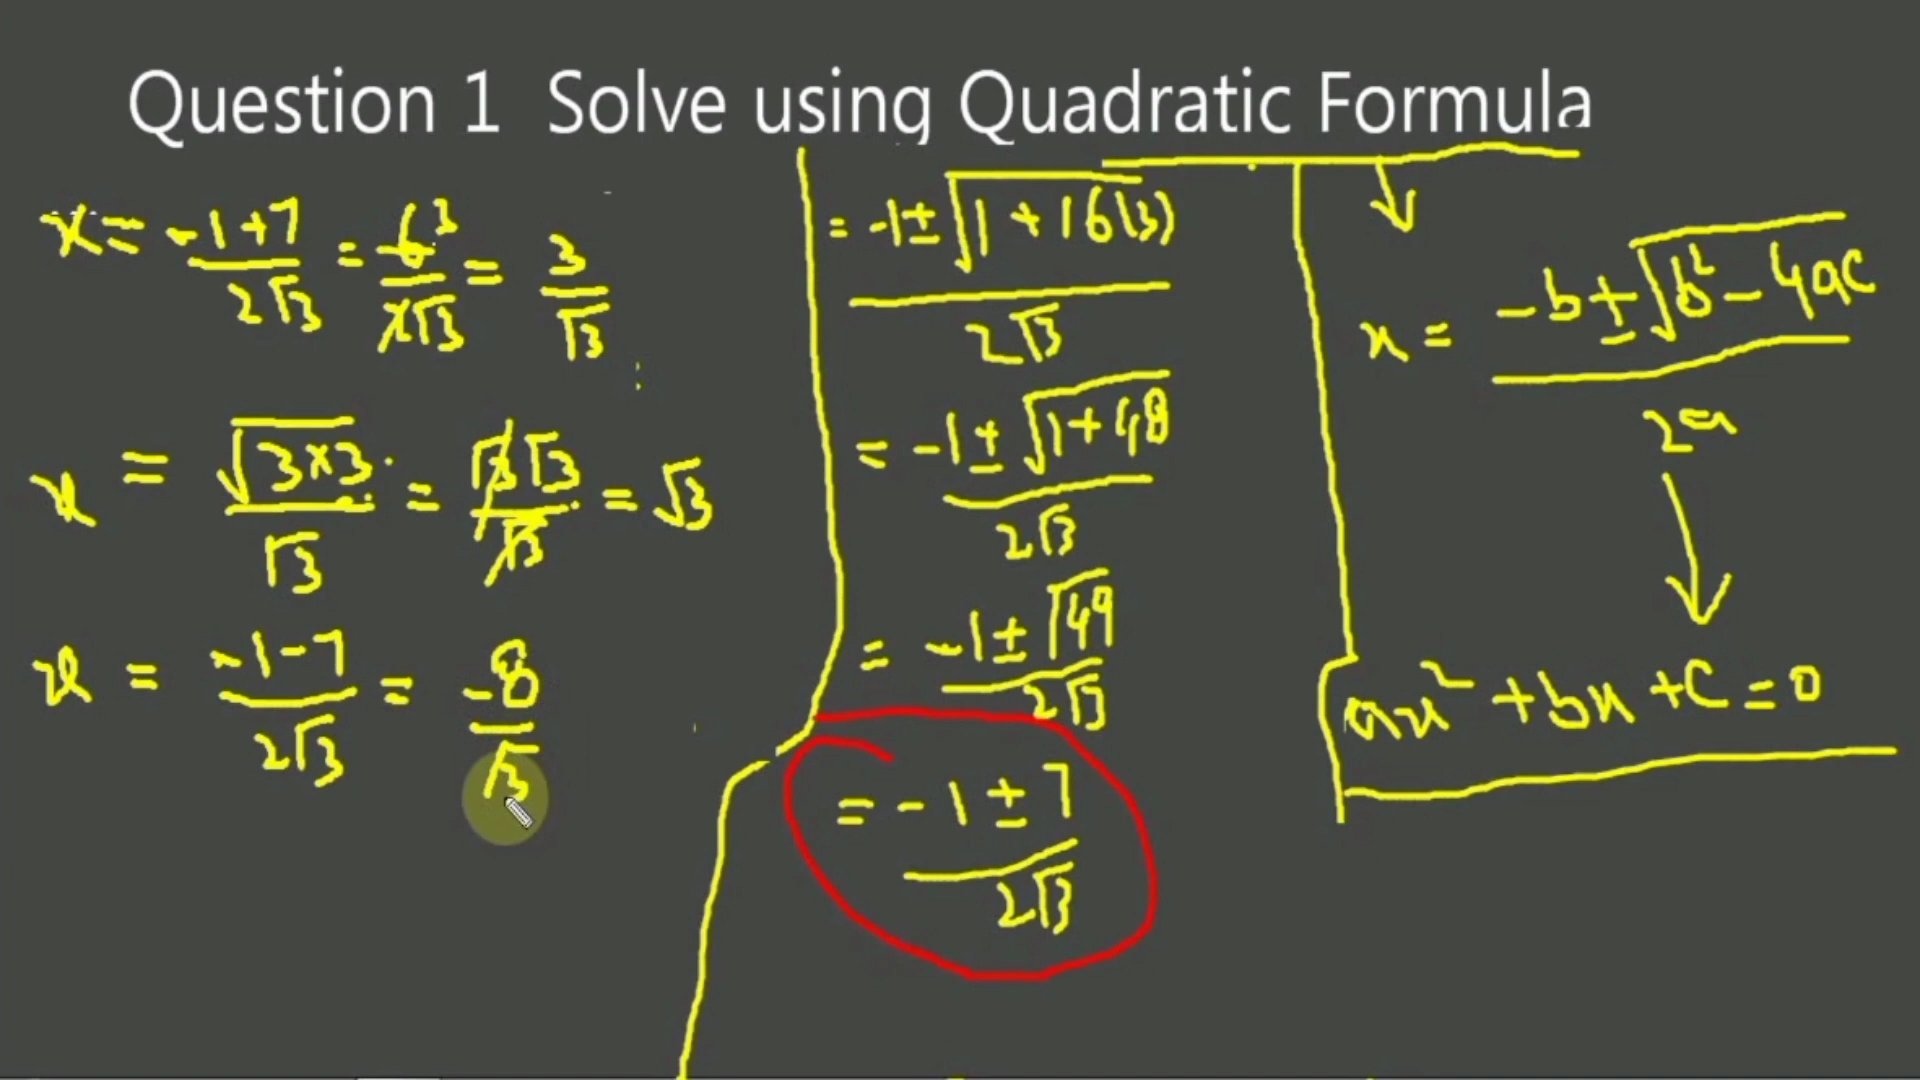 Question 1 Solve using Quadratic Formula
x = -1+7 / 2√3 = 6 3 / 2√3 = 3 / √3
x = √3×3 / √3 = √3√3 / √3 = √3
x = -1-7 / 2√3 = -8 / √3
= -1±√1+16(3) / 2√3
= -1±√1+48 / 2√3
= -1±√49 / 2√3
= -1±7 / 2√3
x = -b±√b²-4ac / 2a
ax²+bx+c=0